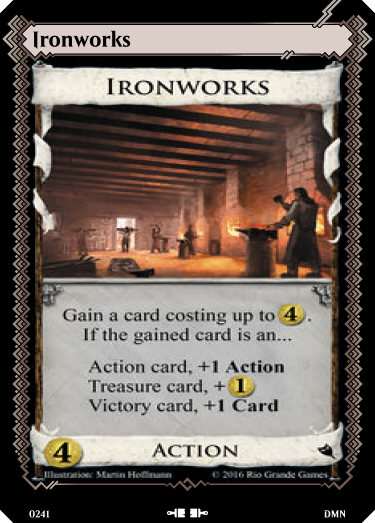 Ironworks
IRONWORKS
Gain a card costing up to 4.
If the gained card is an...
Action card, +1 Action
Treasure card, +1
Victory card, +1 Card
4
ACTION
Illustration: Martin Hoffmann © 2016 Rio Grande Games
0241 DMN